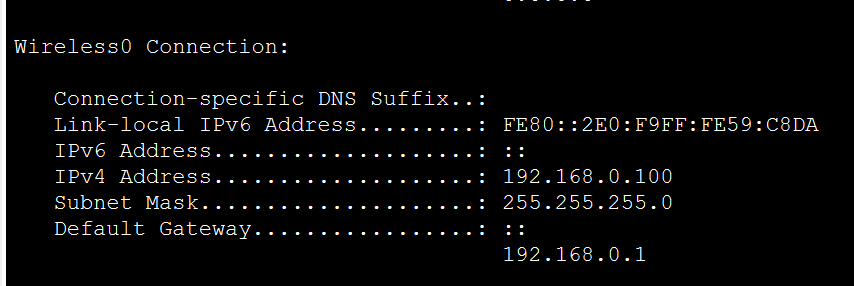 Wireless0 Connection:
Connection-specific DNS Suffix..:
Link-local IPv6 Address.........: FE80::2E0:F9FF:FE59:C8DA
IPv6 Address....................: ::
IPv4 Address....................: 192.168.0.100
Subnet Mask.....................: 255.255.255.0
Default Gateway.................: ::
192.168.0.1